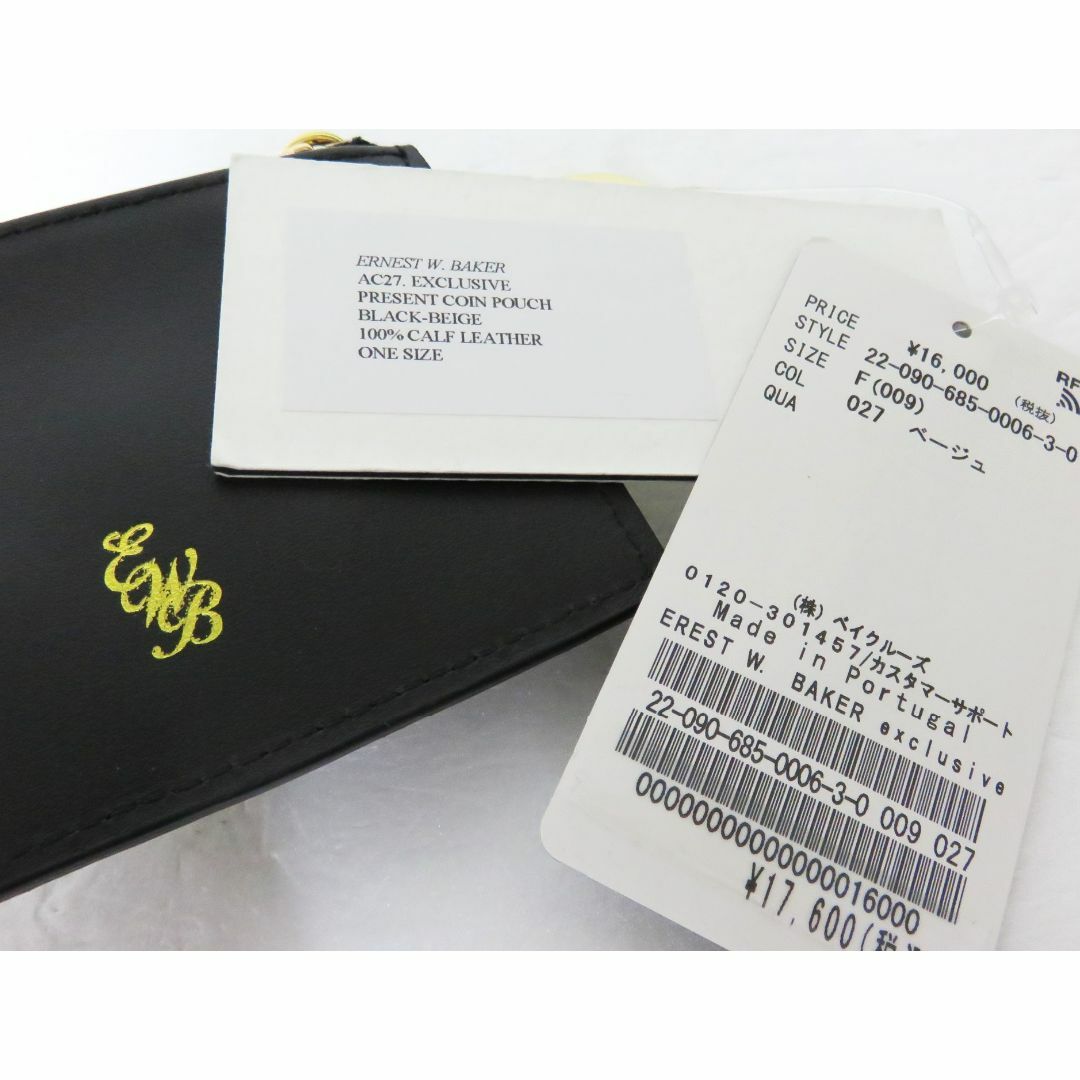 ERNEST W. BAKER
AC27. EXCLUSIVE
PRESENT COIN POUCH
BLACK-BEIGE
100% CALF LEATHER
ONE SIZE
EWB
PRICE ¥16,000 (税抜)
STYLE 22-090-685-0006-3-0
SIZE F(009)
COL 027 ベージュ
QUA
RF
(株) ベイクルーズ
0120-301457/カスタマーサポート
Made in Portugal
EREST W. BAKER exclusive
22-090-685-0006-3-0 009 027
0000000000000016000
¥17,600(税